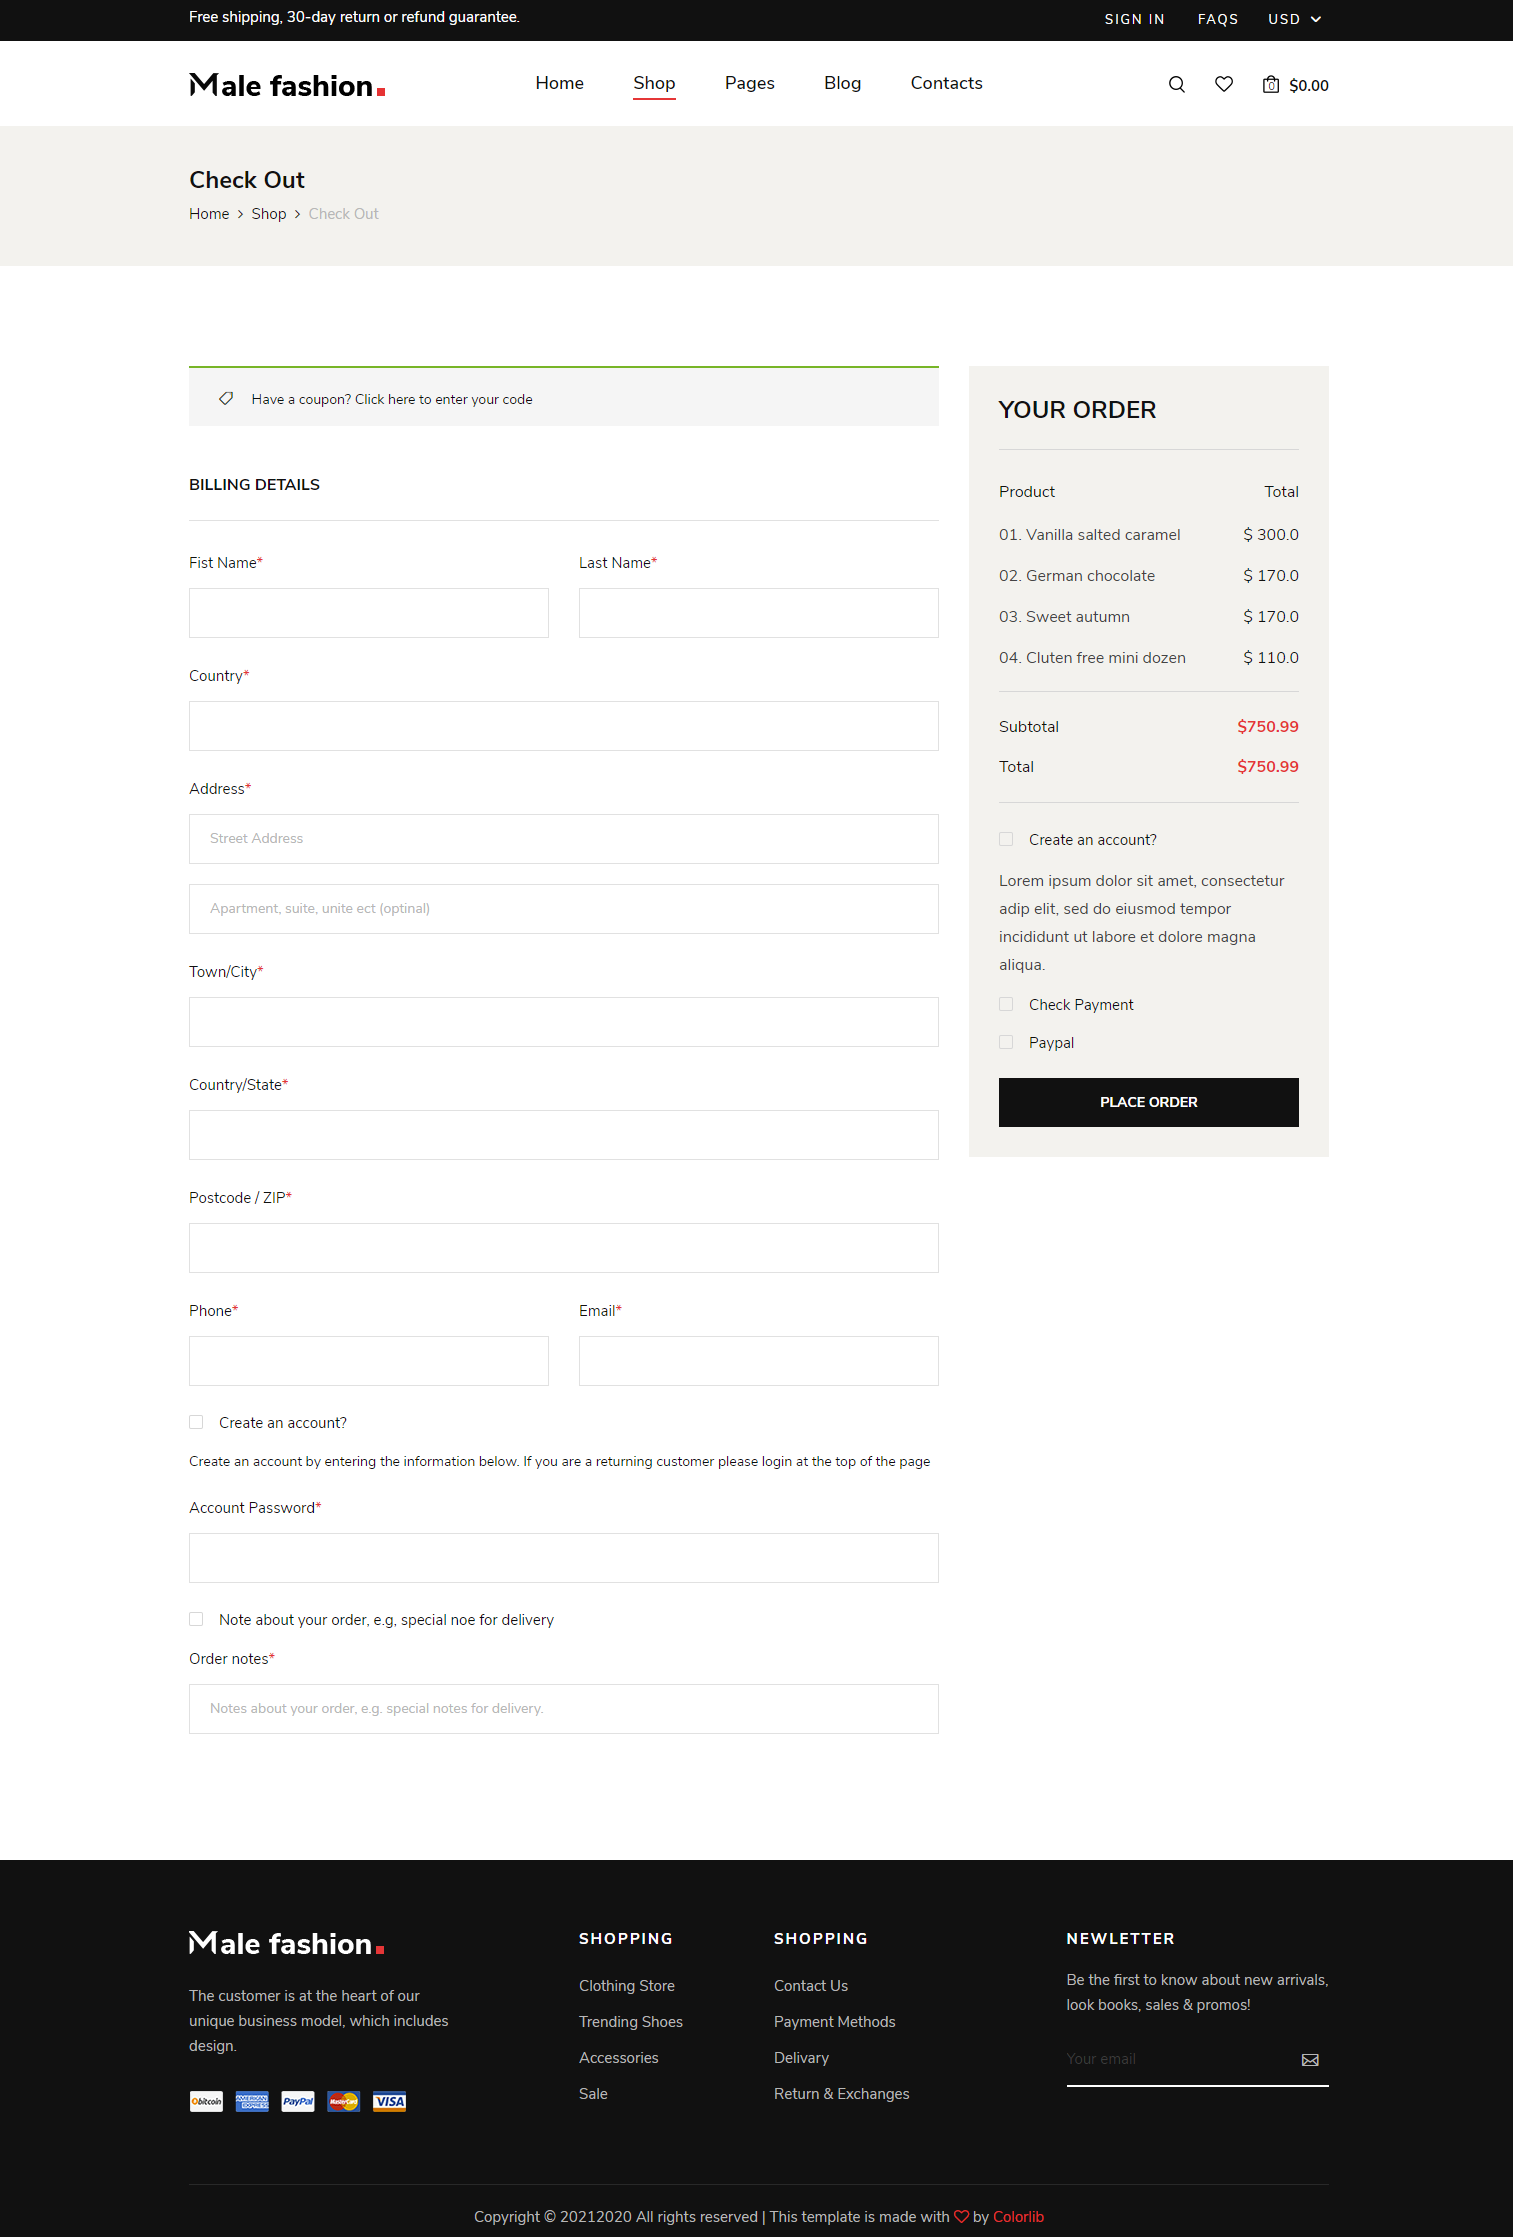 Free shipping, 30-day return or refund guarantee.
SIGN IN FAQS USD
Male fashion.
Home Shop Pages Blog Contacts
0 $0.00
Check Out
Home > Shop > Check Out
Have a coupon? Click here to enter your code
BILLING DETAILS
Fist Name* Last Name*
Country*
Address*
Street Address
Apartment, suite, unite ect (optinal)
Town/City*
Country/State*
Postcode / ZIP*
Phone* Email*
Create an account?
Create an account by entering the information below. If you are a returning customer please login at the top of the page
Account Password*
Note about your order, e.g, special noe for delivery
Order notes*
Notes about your order, e.g. special notes for delivery.
YOUR ORDER
Product Total
01. Vanilla salted caramel $ 300.0
02. German chocolate $ 170.0
03. Sweet autumn $ 170.0
04. Cluten free mini dozen $ 110.0
Subtotal $750.99
Total $750.99
Create an account?
Lorem ipsum dolor sit amet, consectetur
adip elit, sed do eiusmod tempor
incididunt ut labore et dolore magna
aliqua.
Check Payment
Paypal
PLACE ORDER
Male fashion.
The customer is at the heart of our
unique business model, which includes
design.
bitcoin AMERICAN EXPRESS PayPal MasterCard VISA
SHOPPING
Clothing Store
Trending Shoes
Accessories
Sale
SHOPPING
Contact Us
Payment Methods
Delivary
Return & Exchanges
NEWLETTER
Be the first to know about new arrivals,
look books, sales & promos!
Your email
Copyright © 20212020 All rights reserved | This template is made with ♡ by Colorlib